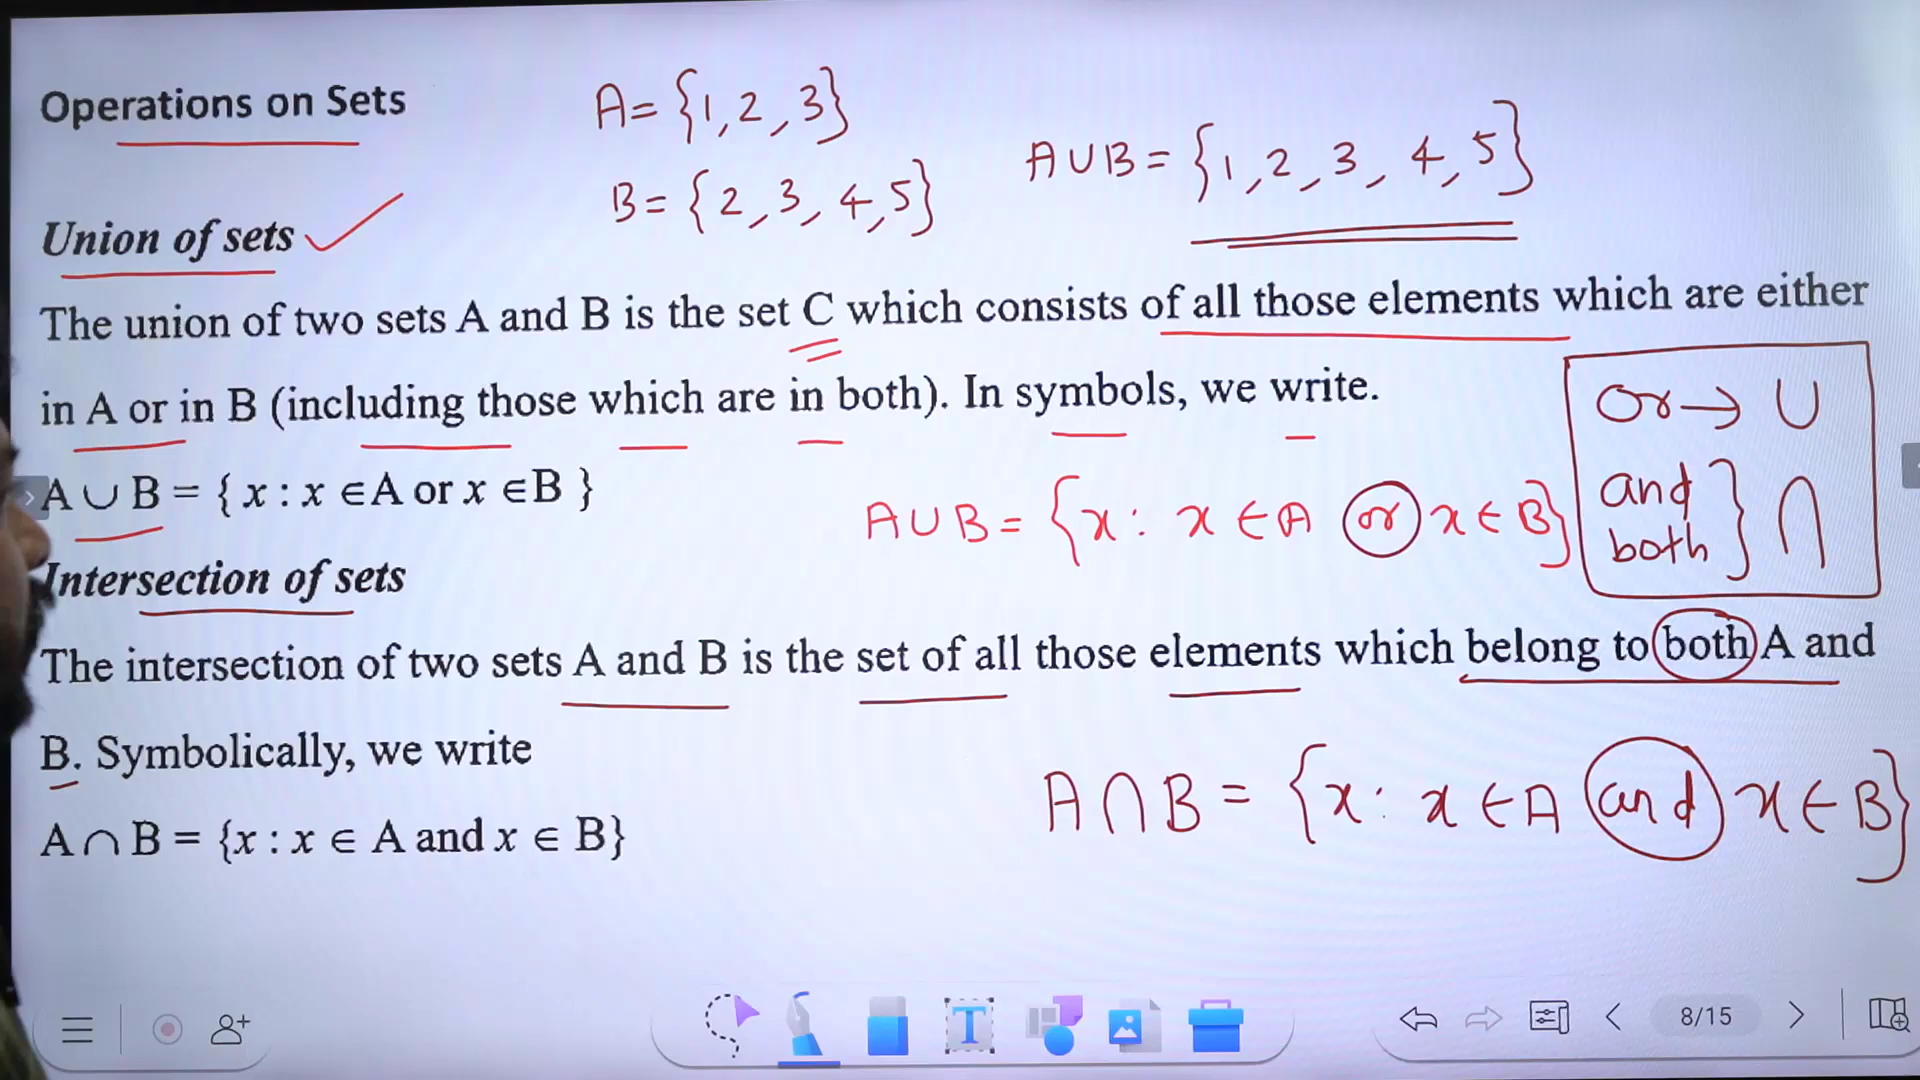 Operations on Sets
A = {1, 2, 3}
B = {2, 3, 4, 5}
A ∪ B = {1, 2, 3, 4, 5}
Union of sets
The union of two sets A and B is the set C which consists of all those elements which are either
in A or in B (including those which are in both). In symbols, we write.
A ∪ B = { x : x ∈A or x ∈B }
A ∪ B = {x : x ∈ A or x ∈ B}
Or → ∪
and
both } ∩
Intersection of sets
The intersection of two sets A and B is the set of all those elements which belong to both A and
B. Symbolically, we write
A ∩ B = {x : x ∈ A and x ∈ B}
A ∩ B = {x : x ∈ A and x ∈ B}
T
8/15